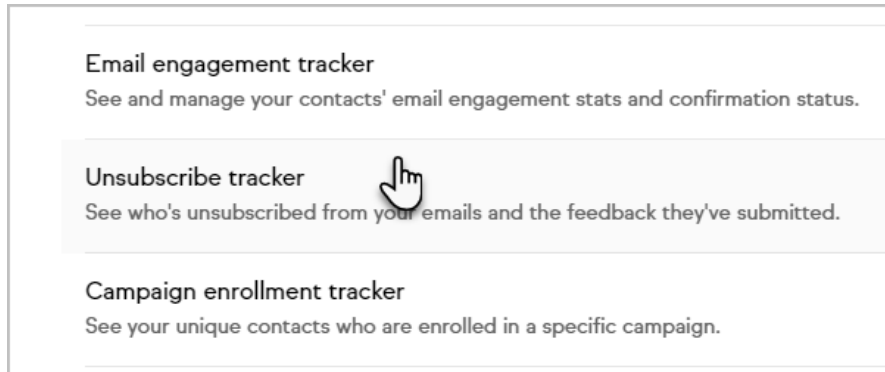 Email engagement tracker
See and manage your contacts' email engagement stats and confirmation status.
Unsubscribe tracker
See who's unsubscribed from your emails and the feedback they've submitted.
Campaign enrollment tracker
See your unique contacts who are enrolled in a specific campaign.